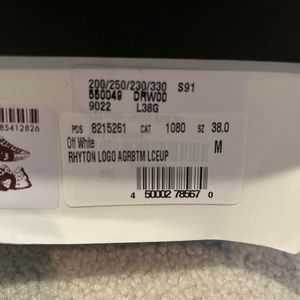 200/250/230/330 S91
550049 DRW00
9022 L38G
85412826
POS 8215261 CAT 1080 SZ 38.0
Off White M
RHYTON LOGO AGRBTM LCEUP
4 50002 78567 0